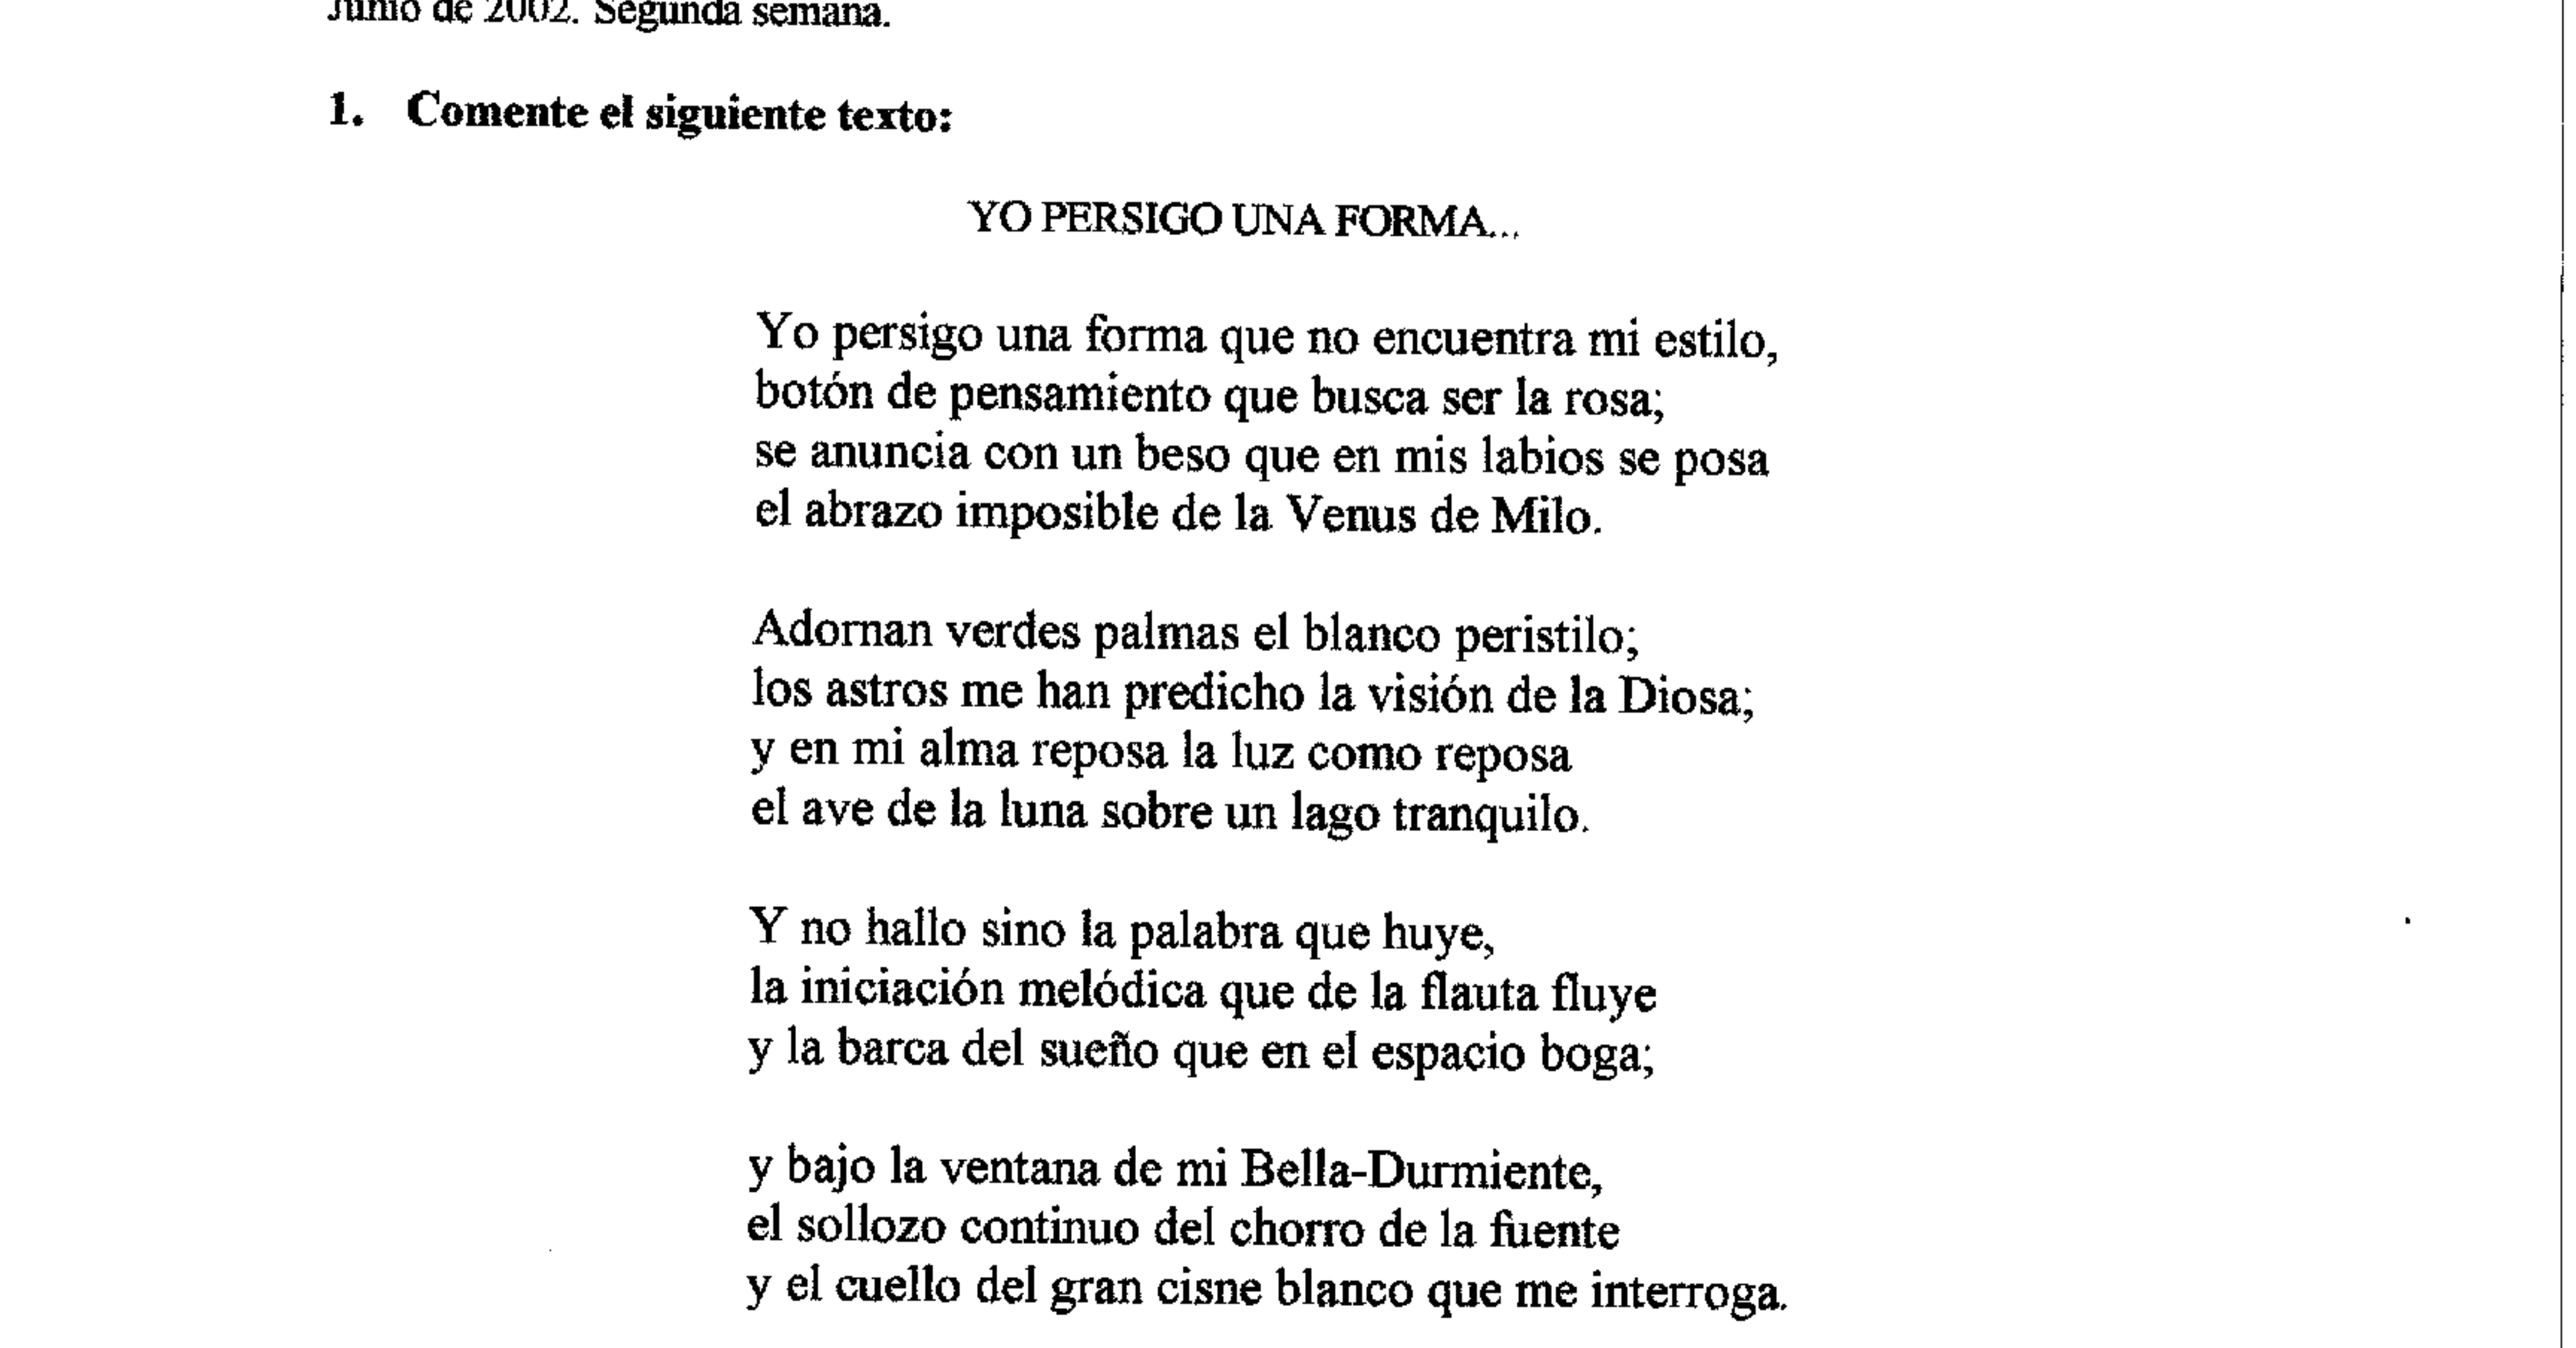 Junio de 2002. Segunda semana.
1. Comente el siguiente texto:
YO PERSIGO UNA FORMA...
Yo persigo una forma que no encuentra mi estilo,
botón de pensamiento que busca ser la rosa;
se anuncia con un beso que en mis labios se posa
el abrazo imposible de la Venus de Milo.
Adornan verdes palmas el blanco peristilo;
los astros me han predicho la visión de la Diosa;
y en mi alma reposa la luz como reposa
el ave de la luna sobre un lago tranquilo.
Y no hallo sino la palabra que huye,
la iniciación melódica que de la flauta fluye
y la barca del sueño que en el espacio boga;
y bajo la ventana de mi Bella-Durmiente,
el sollozo continuo del chorro de la fuente
y el cuello del gran cisne blanco que me interroga.